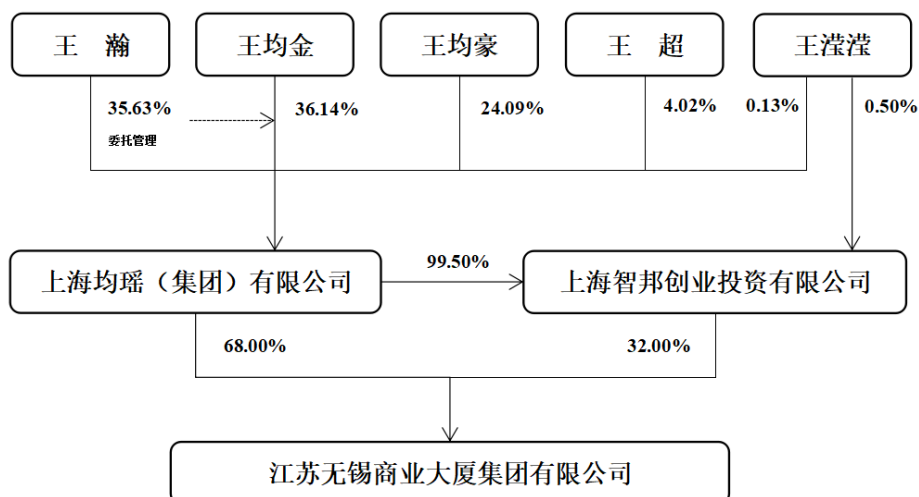 王 瀚
王均金
王均豪
王 超
王滢滢
35.63%
36.14%
24.09%
4.02%
0.13%
0.50%
委托管理
上海均瑶（集团）有限公司
99.50%
上海智邦创业投资有限公司
68.00%
32.00%
江苏无锡商业大厦集团有限公司